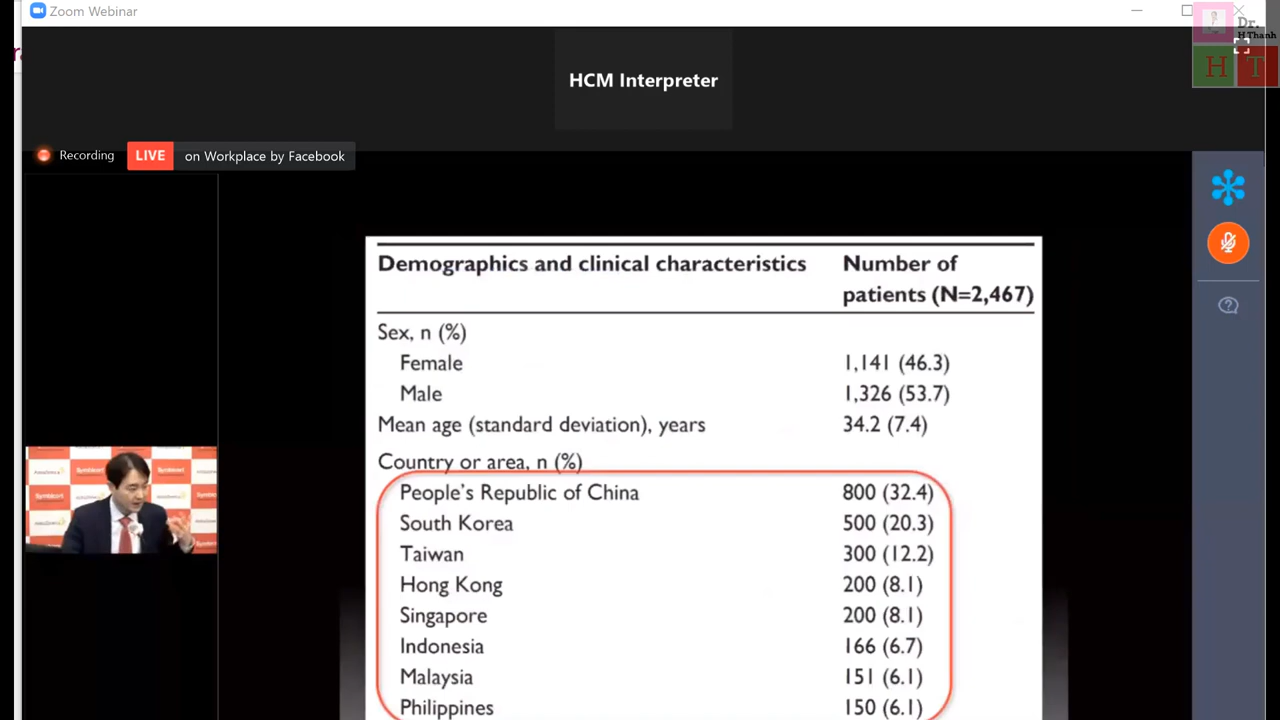 Zoom Webinar
Dr.
H Thanh
H T
HCM Interpreter
Recording
LIVE on Workplace by Facebook
Demographics and clinical characteristics Number of
patients (N=2,467)
Sex, n (%)
Female 1,141 (46.3)
Male 1,326 (53.7)
Mean age (standard deviation), years 34.2 (7.4)
Country or area, n (%)
People's Republic of China 800 (32.4)
South Korea 500 (20.3)
Taiwan 300 (12.2)
Hong Kong 200 (8.1)
Singapore 200 (8.1)
Indonesia 166 (6.7)
Malaysia 151 (6.1)
Philippines 150 (6.1)